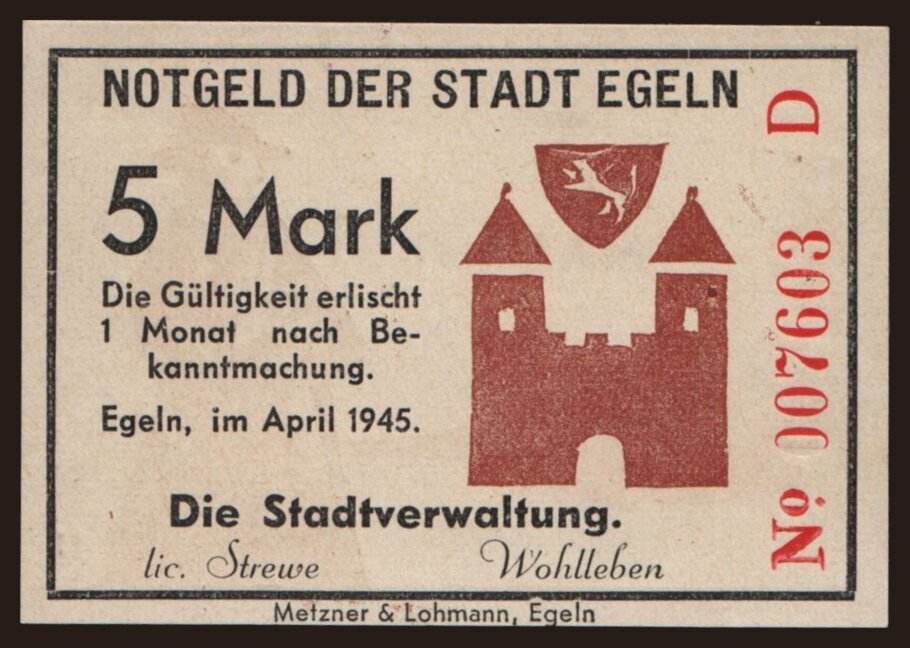 NOTGELD DER STADT EGELN
5 Mark
Die Gültigkeit erlischt
1 Monat nach Be-
kanntmachung.
Egeln, im April 1945.
Die Stadtverwaltung.
lic. Strewe Wohlleben
Metzner & Lohmann, Egeln
No 007603 D